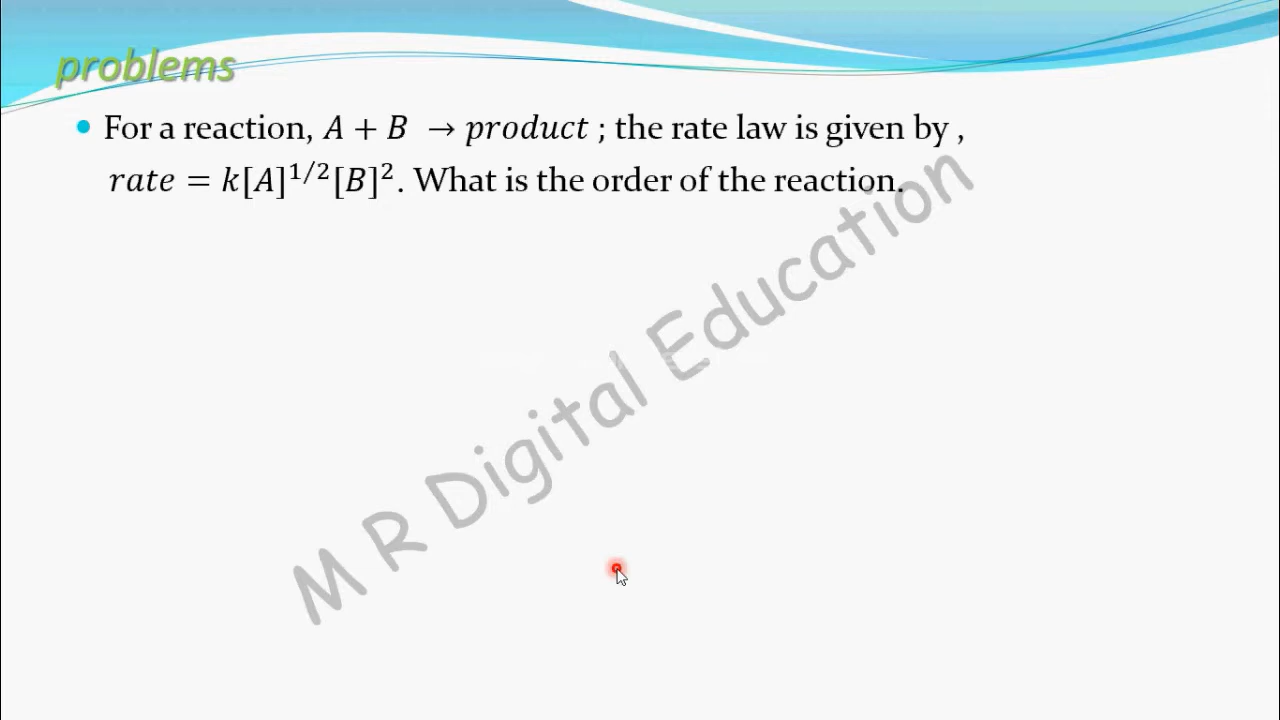 problems
For a reaction, A + B → product ; the rate law is given by ,
rate = k[A]^{1/2}[B]^2. What is the order of the reaction.
M R Digital Education